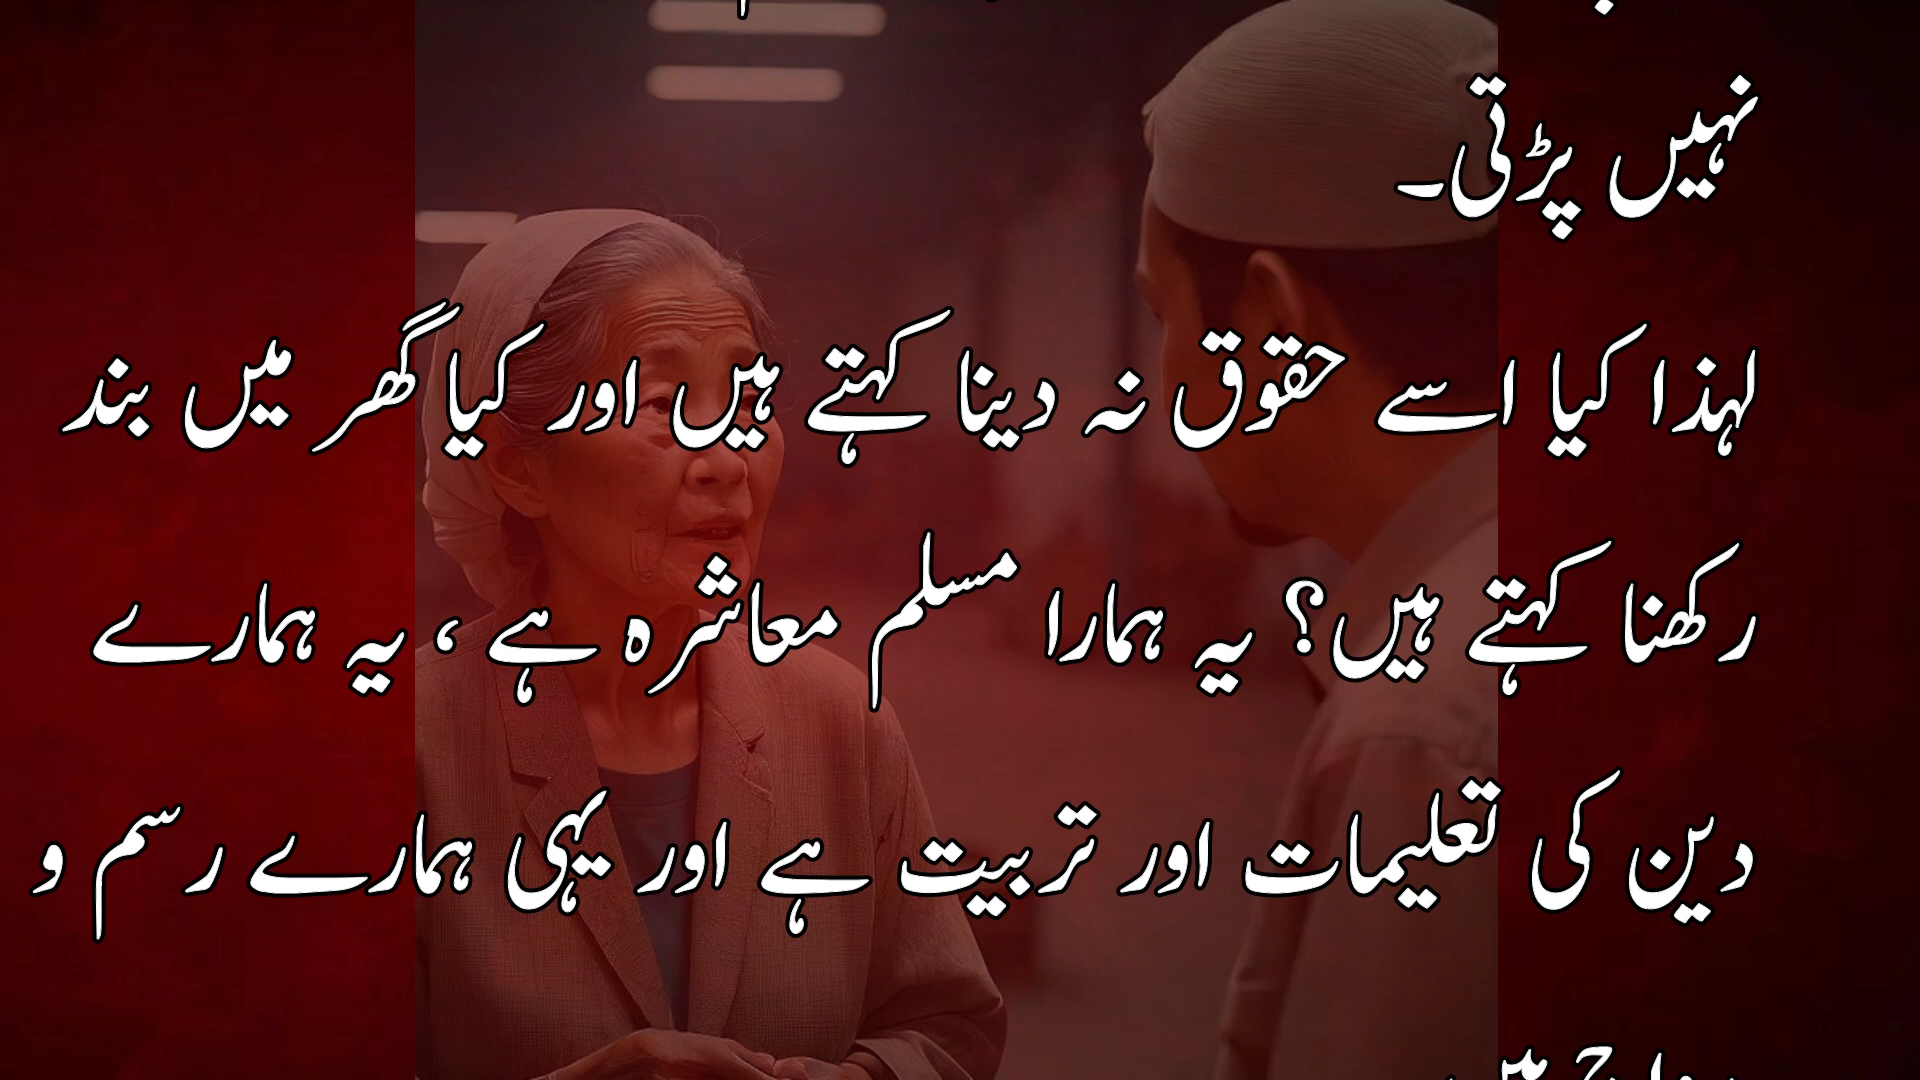 نہیں پڑتی۔
لہذا کیا اسے حقوق نہ دینا کہتے ہیں اور کیا گھر میں بند
رکھنا کہتے ہیں؟ یہ ہمارا مسلم معاشرہ ہے ، یہ ہمارے
دین کی تعلیمات اور تربیت ہے اور یہی ہمارے رسم و